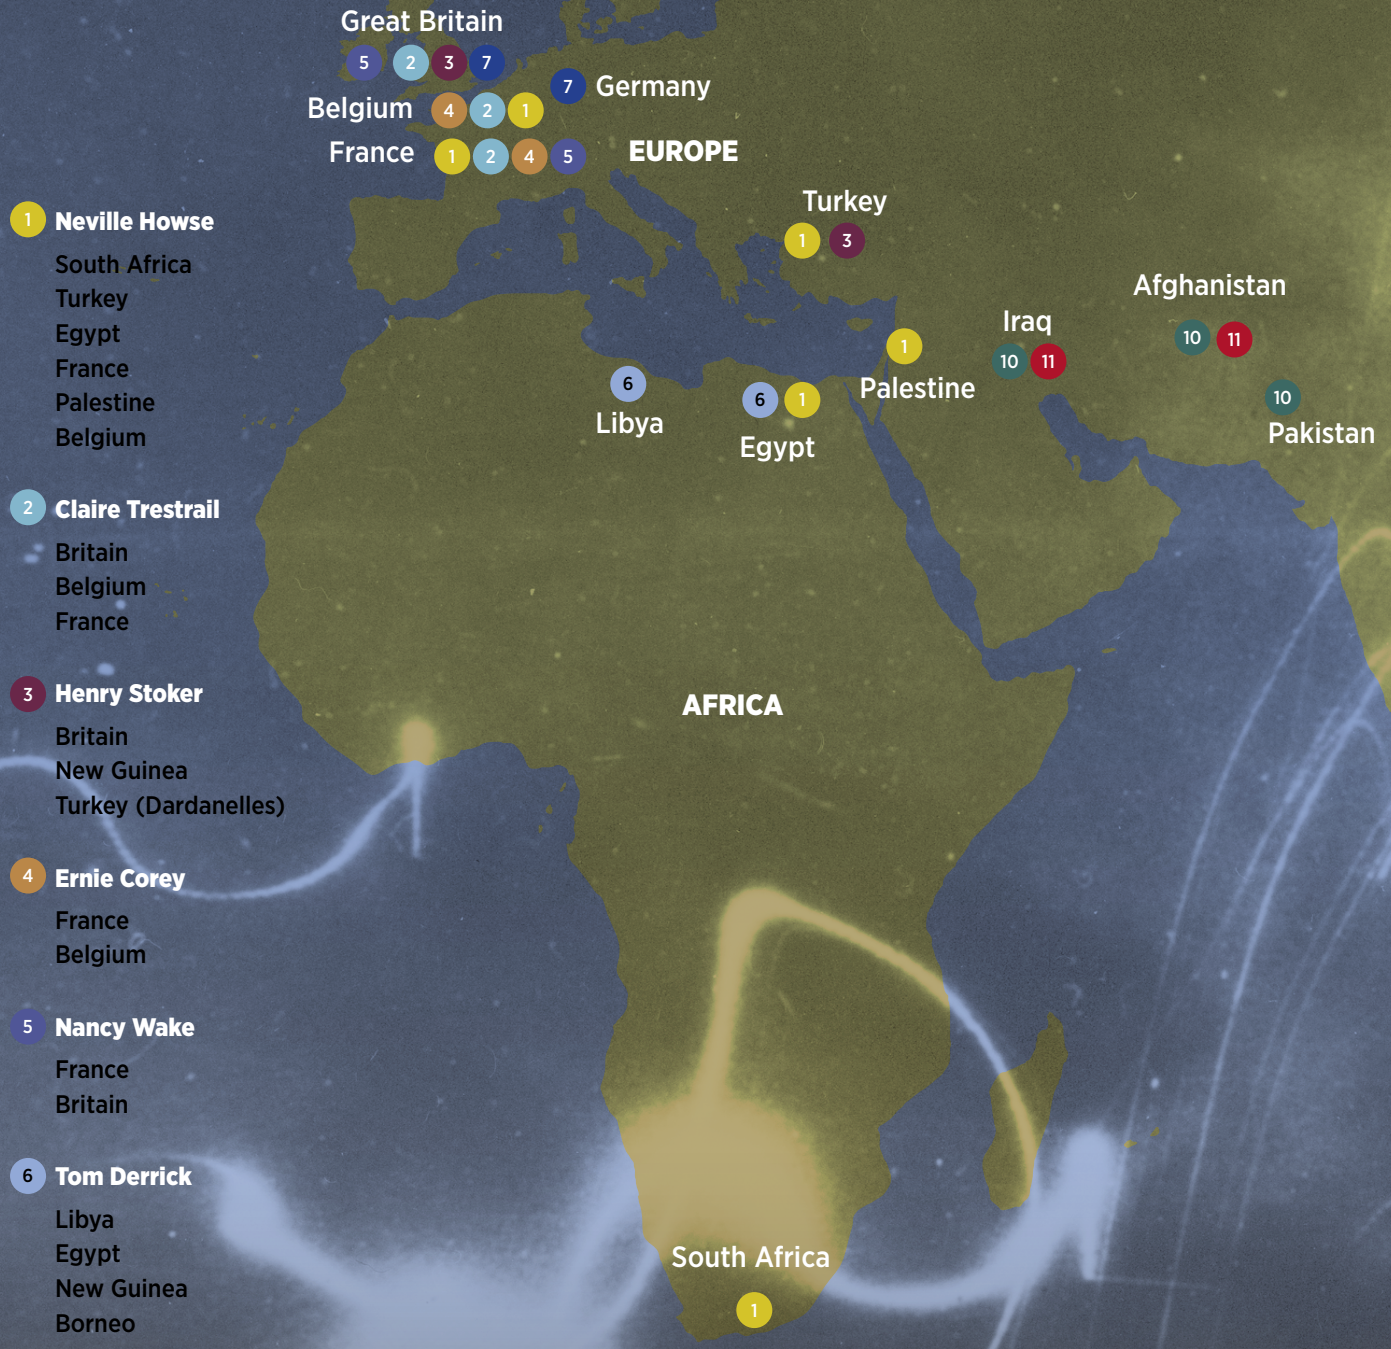 Great Britain
5 2 3 7
7 Germany
Belgium 4 2 1
France 1 2 4 5
EUROPE
Turkey
1 3
Afghanistan
10 11
Iraq
10 11
1
Palestine
10
Pakistan
6
Libya
6 1
Egypt
AFRICA
South Africa
1
1 Neville Howse
South Africa
Turkey
Egypt
France
Palestine
Belgium
2 Claire Trestrail
Britain
Belgium
France
3 Henry Stoker
Britain
New Guinea
Turkey (Dardanelles)
4 Ernie Corey
France
Belgium
5 Nancy Wake
France
Britain
6 Tom Derrick
Libya
Egypt
New Guinea
Borneo